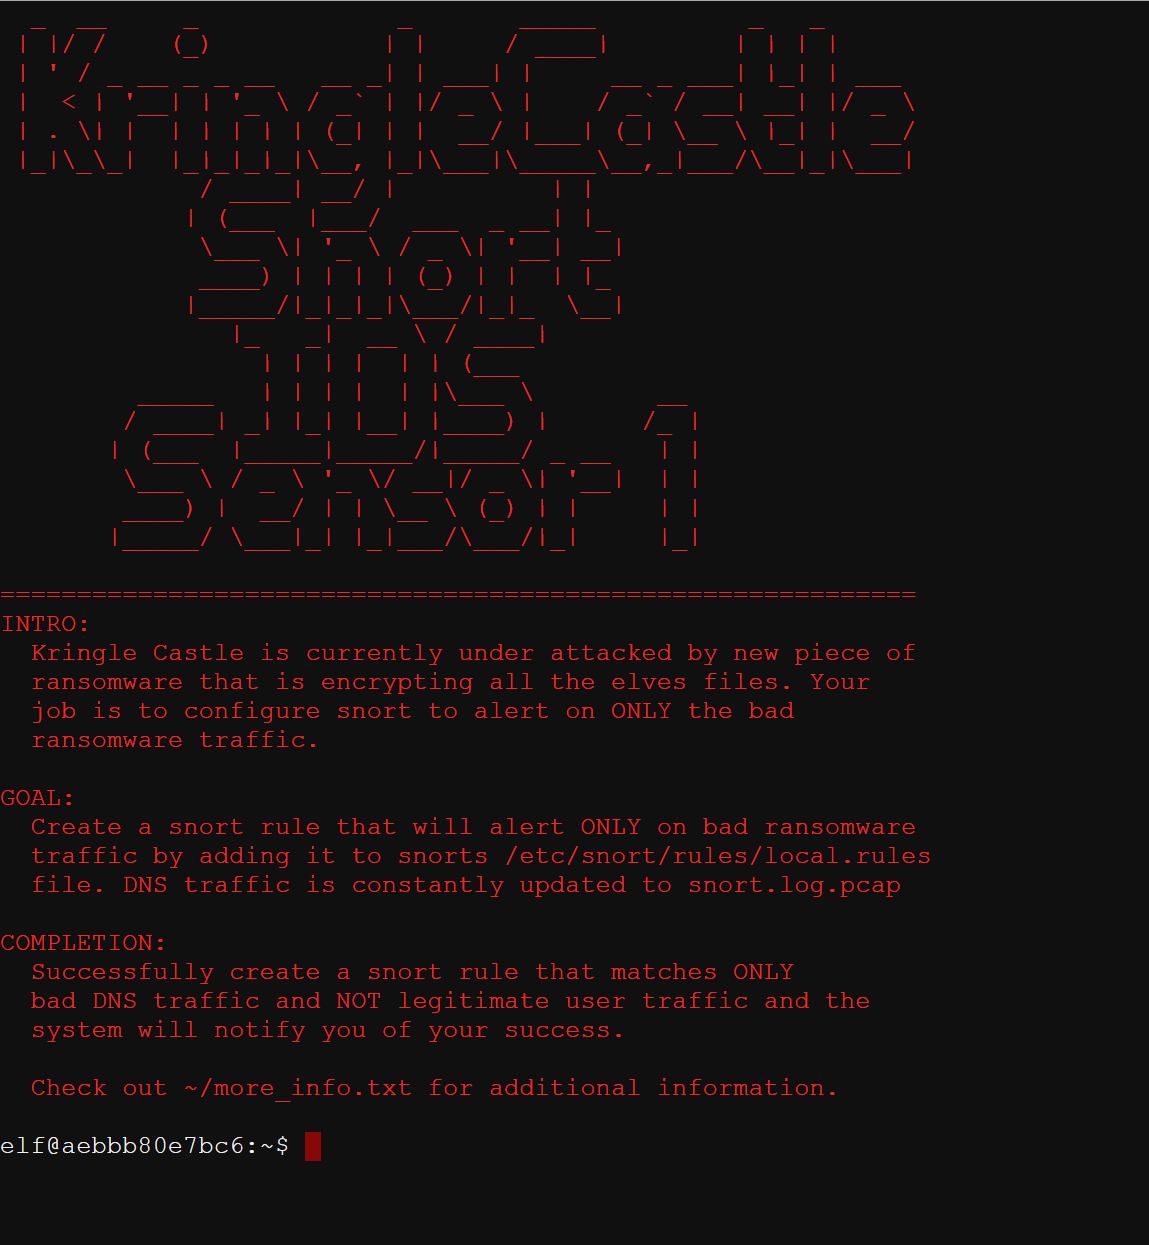 KringleCastle
Snort
IDS
Sensor 1
============================================================
INTRO:
Kringle Castle is currently under attacked by new piece of
ransomware that is encrypting all the elves files. Your
job is to configure snort to alert on ONLY the bad
ransomware traffic.
GOAL:
Create a snort rule that will alert ONLY on bad ransomware
traffic by adding it to snorts /etc/snort/rules/local.rules
file. DNS traffic is constantly updated to snort.log.pcap
COMPLETION:
Successfully create a snort rule that matches ONLY
bad DNS traffic and NOT legitimate user traffic and the
system will notify you of your success.
Check out ~/more_info.txt for additional information.
elf@aebbb80e7bc6:~$